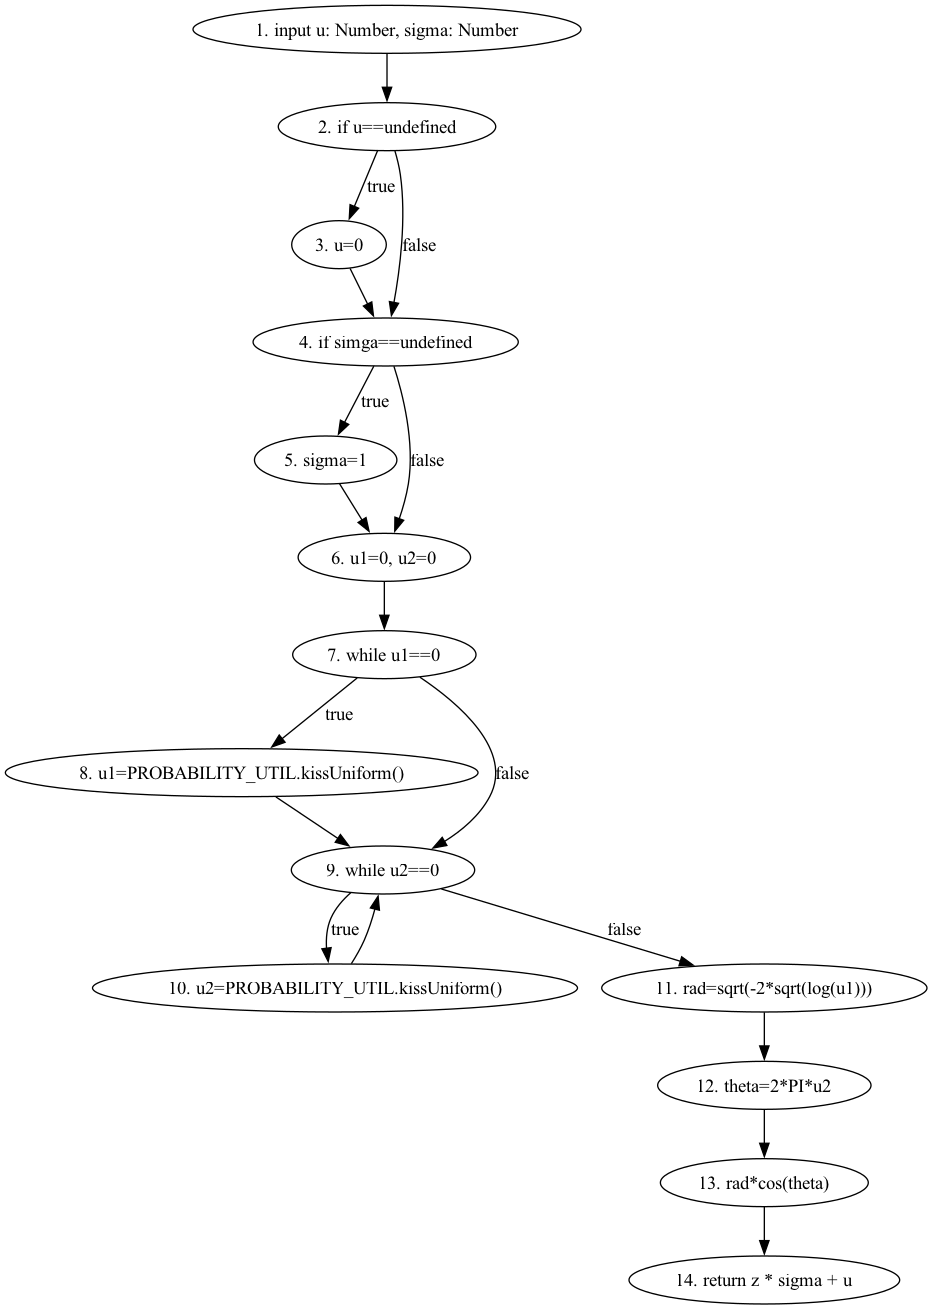 1. input u: Number, sigma: Number
2. if u==undefined
true
3. u=0
false
4. if simga==undefined
true
5. sigma=1
false
6. u1=0, u2=0
7. while u1==0
true
8. u1=PROBABILITY_UTIL.kissUniform()
false
9. while u2==0
true
false
10. u2=PROBABILITY_UTIL.kissUniform()
11. rad=sqrt(-2*sqrt(log(u1)))
12. theta=2*PI*u2
13. rad*cos(theta)
14. return z * sigma + u